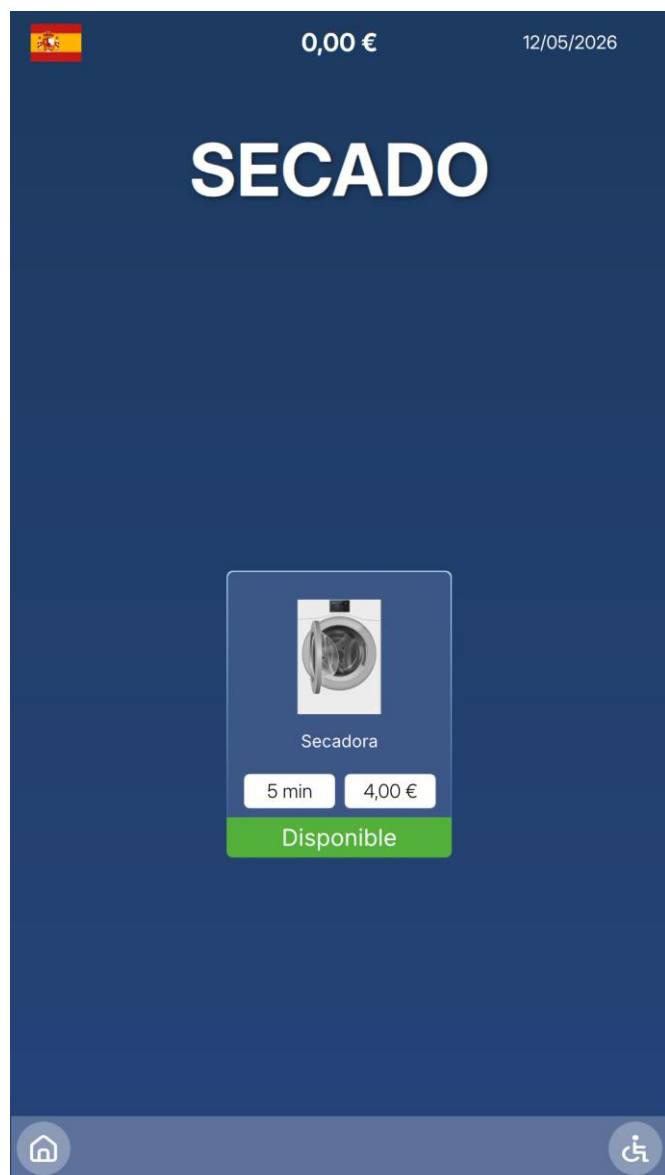 0,00 € 12/05/2026
SECADO
Secadora
5 min 4,00 €
Disponible